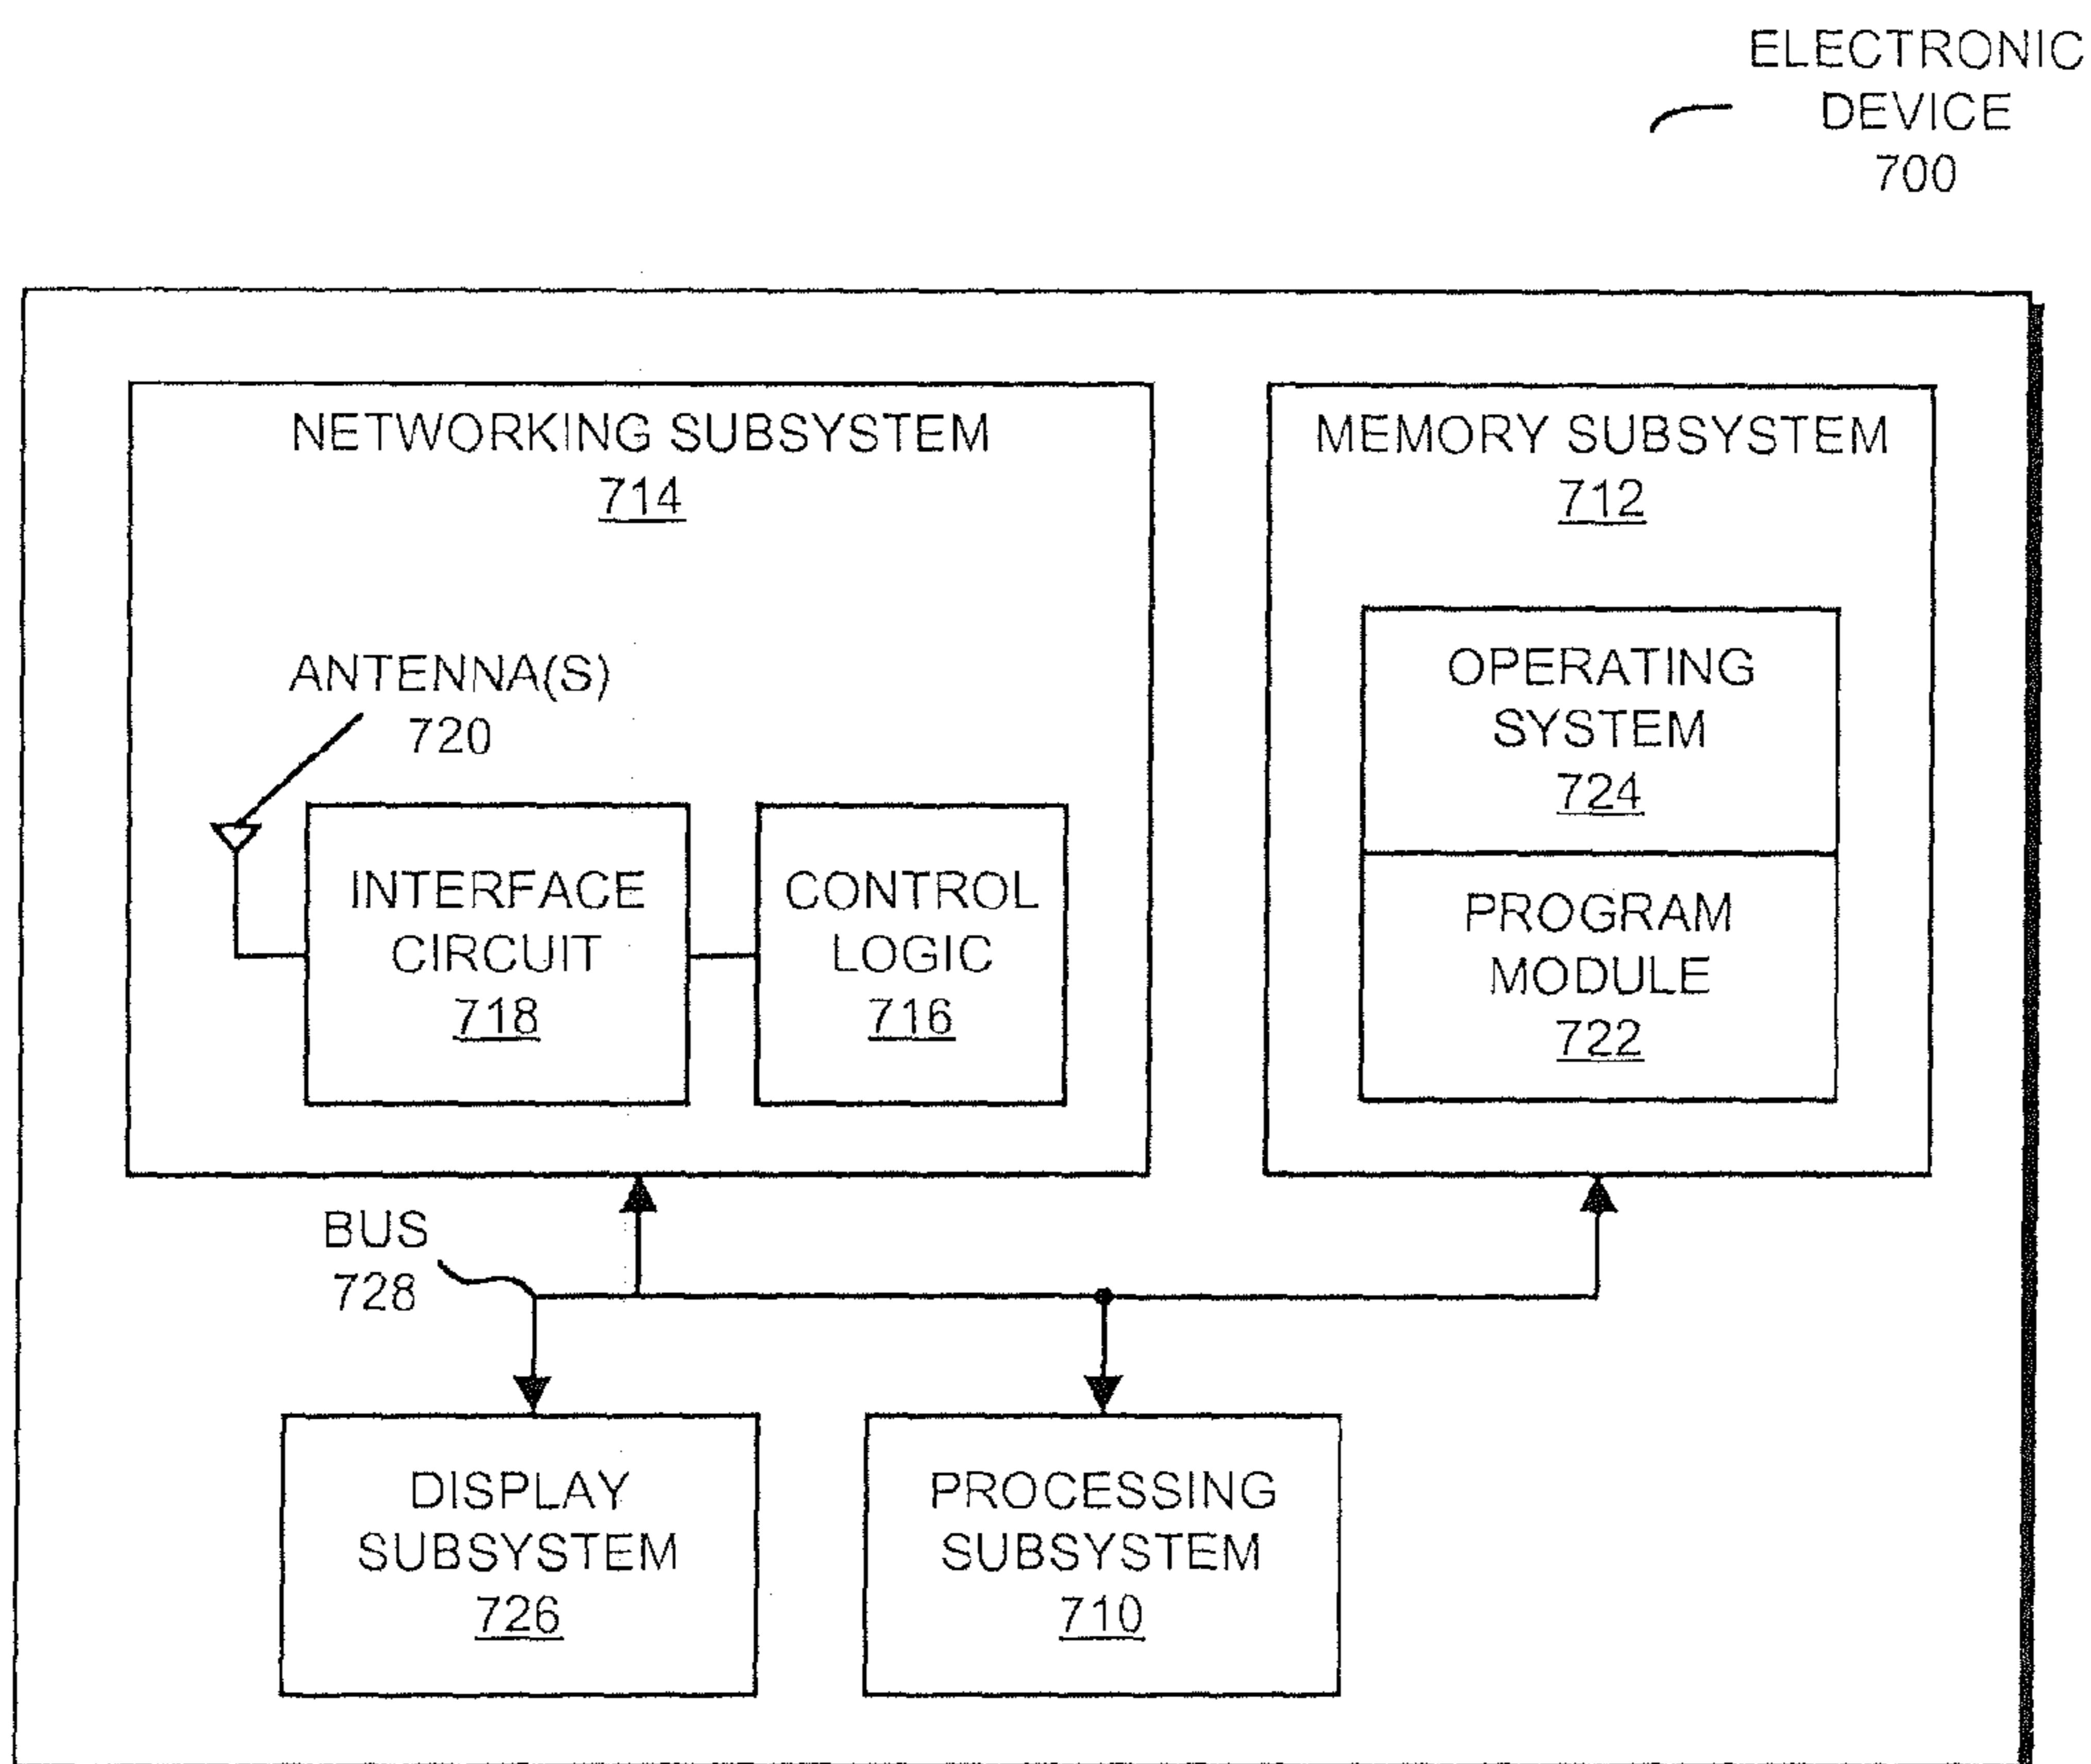 ELECTRONIC
DEVICE
700
NETWORKING SUBSYSTEM
714
MEMORY SUBSYSTEM
712
ANTENNA(S)
720
INTERFACE
CIRCUIT
718
CONTROL
LOGIC
716
OPERATING
SYSTEM
724
PROGRAM
MODULE
722
BUS
728
DISPLAY
SUBSYSTEM
726
PROCESSING
SUBSYSTEM
710